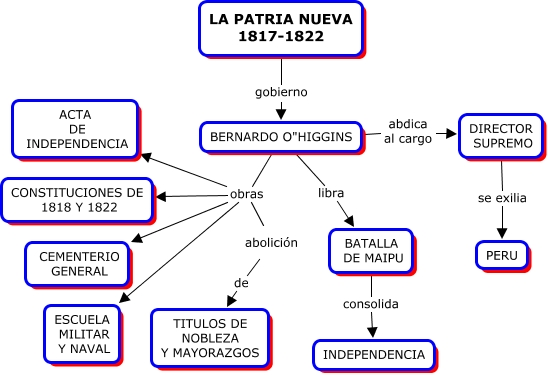 LA PATRIA NUEVA
1817-1822
gobierno
BERNARDO O"HIGGINS
abdica
al cargo
DIRECTOR
SUPREMO
se exilia
PERU
obras
ACTA
DE
INDEPENDENCIA
CONSTITUCIONES DE
1818 Y 1822
CEMENTERIO
GENERAL
ESCUELA
MILITAR
Y NAVAL
abolición
de
TITULOS DE
NOBLEZA
Y MAYORAZGOS
libra
BATALLA
DE MAIPU
consolida
INDEPENDENCIA